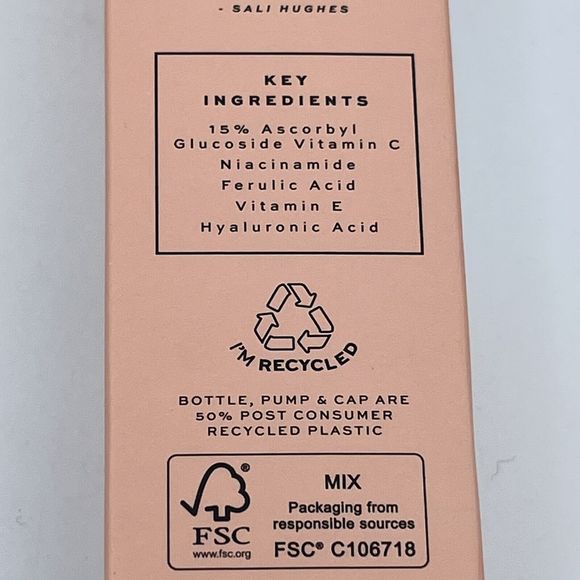 - SALI HUGHES
KEY
INGREDIENTS
15% Ascorbyl
Glucoside Vitamin C
Niacinamide
Ferulic Acid
Vitamin E
Hyaluronic Acid
I'M RECYCLED
BOTTLE, PUMP & CAP ARE
50% POST CONSUMER
RECYCLED PLASTIC
®
FSC
www.fsc.org
MIX
Packaging from
responsible sources
FSC® C106718